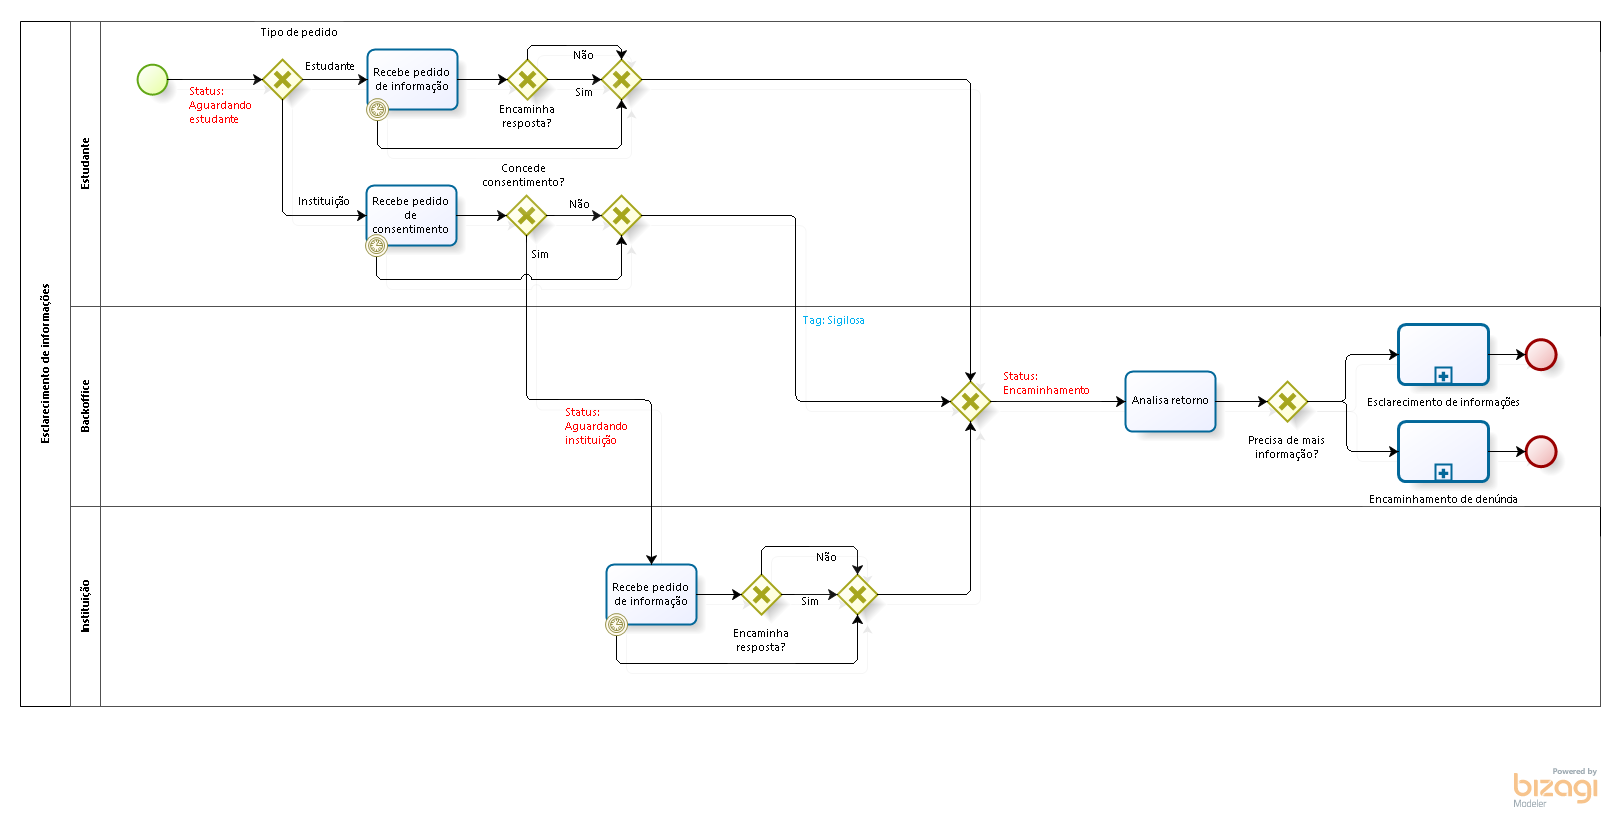 Esclarecimento de informações
Estudante
Tipo de pedido
Status:
Aguardando
estudante
Estudante
Recebe pedido
de informação
Não
Sim
Encaminha
resposta?
Instituição
Recebe pedido
de
consentimento
Concede
consentimento?
Não
Sim
Backoffice
Tag: Sigilosa
Status:
Aguardando
instituição
Status:
Encaminhamento
Analisa retorno
Precisa de mais
informação?
Esclarecimento de informações
Encaminhamento de denúncia
Instituição
Recebe pedido
de informação
Não
Sim
Encaminha
resposta?
Powered by
bizagi
Modeler